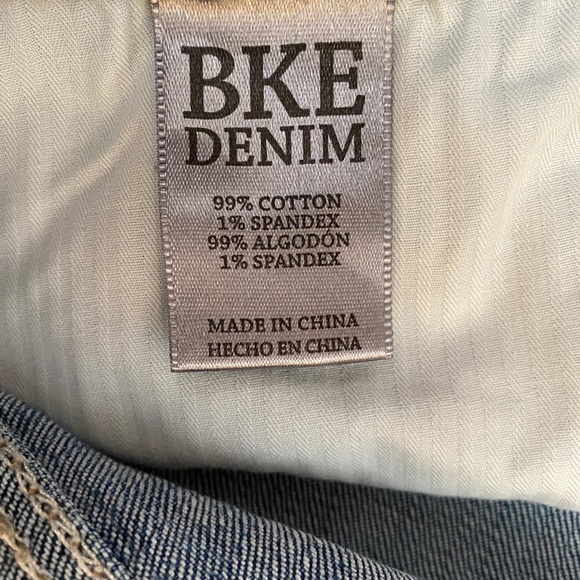 BKE
DENIM
99% COTTON
1% SPANDEX
99% ALGODÓN
1% SPANDEX
MADE IN CHINA
HECHO EN CHINA